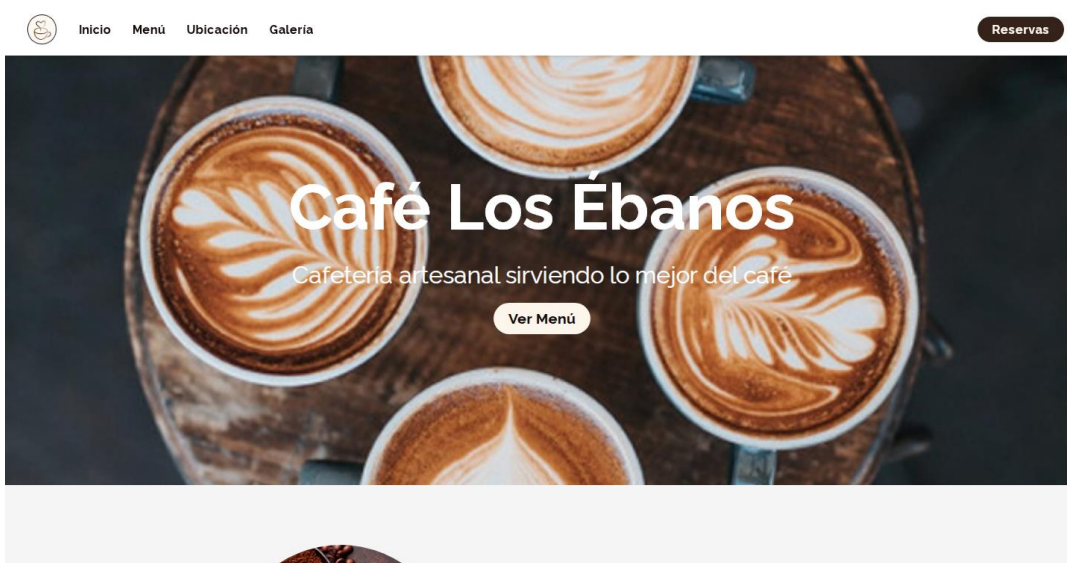 Inicio Menú Ubicación Galería Reservas
Café Los Ébanos
Cafetería artesanal sirviendo lo mejor del café
Ver Menú